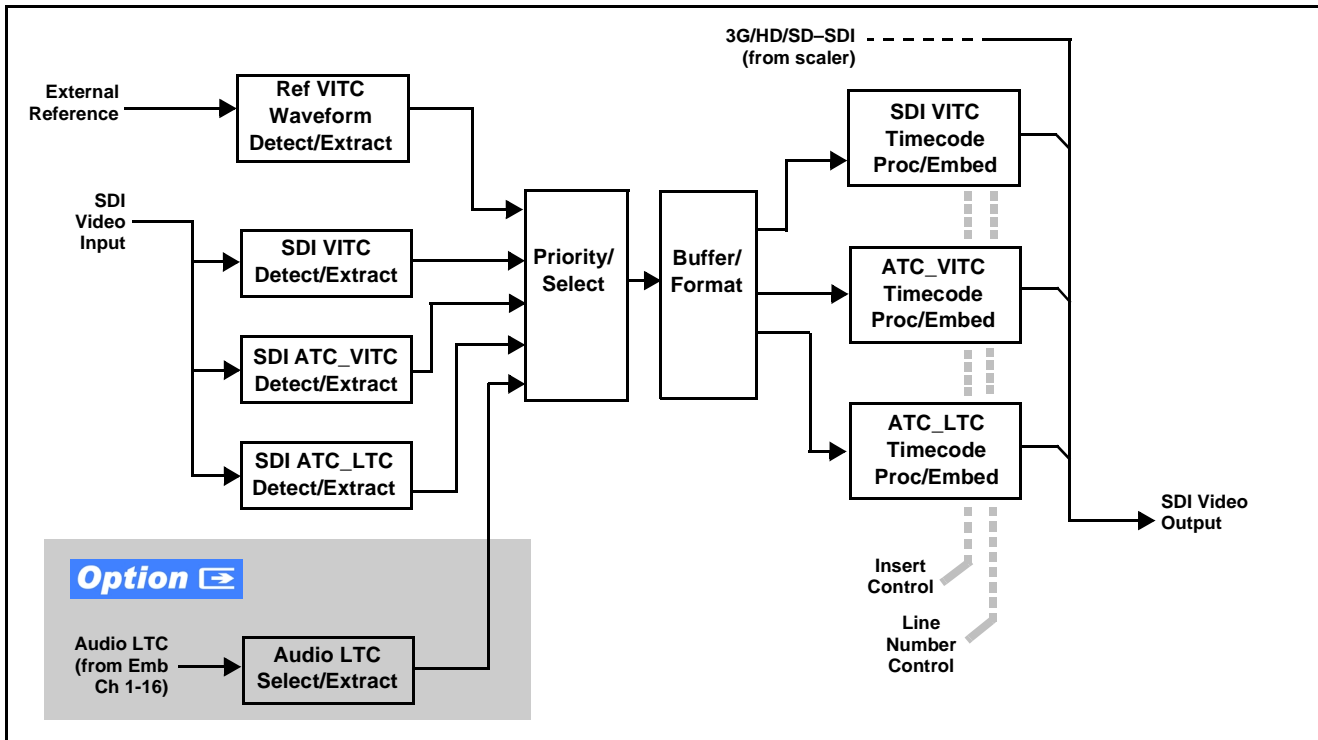 External
Reference
Ref VITC
Waveform
Detect/Extract
SDI
Video
Input
SDI VITC
Detect/Extract
SDI ATC_VITC
Detect/Extract
SDI ATC_LTC
Detect/Extract
Option
Audio LTC
(from Emb
Ch 1-16)
Audio LTC
Select/Extract
Priority/
Select
Buffer/
Format
3G/HD/SD–SDI
(from scaler)
SDI VITC
Timecode
Proc/Embed
ATC_VITC
Timecode
Proc/Embed
ATC_LTC
Timecode
Proc/Embed
Insert
Control
Line
Number
Control
SDI Video
Output